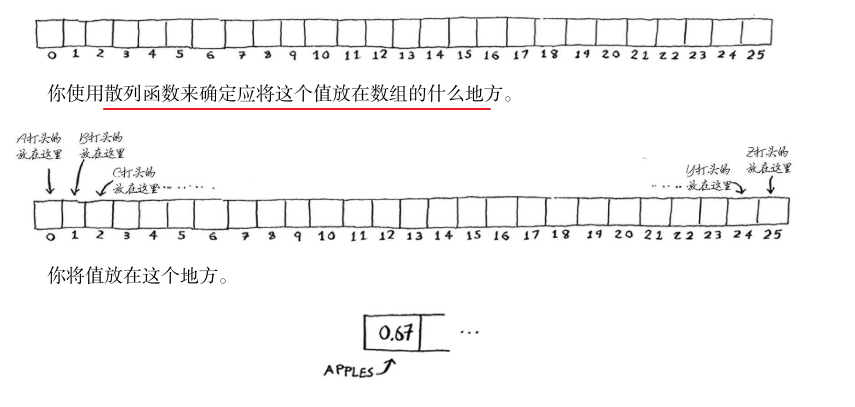 0 1 2 3 4 5 6 7 8 9 10 11 12 13 14 15 16 17 18 19 20 21 22 23 24 25
你使用散列函数来确定应将这个值放在数组的什么地方。
A打头的 放在这里
B打头的 放在这里
C打头的 放在这里······
····Y打头的 放在这里
Z打头的 放在这里
0 1 2 3 4 5 6 7 8 9 10 11 12 13 14 15 16 17 18 19 20 21 22 23 24 25
你将值放在这个地方。
0.67 ···
APPLES